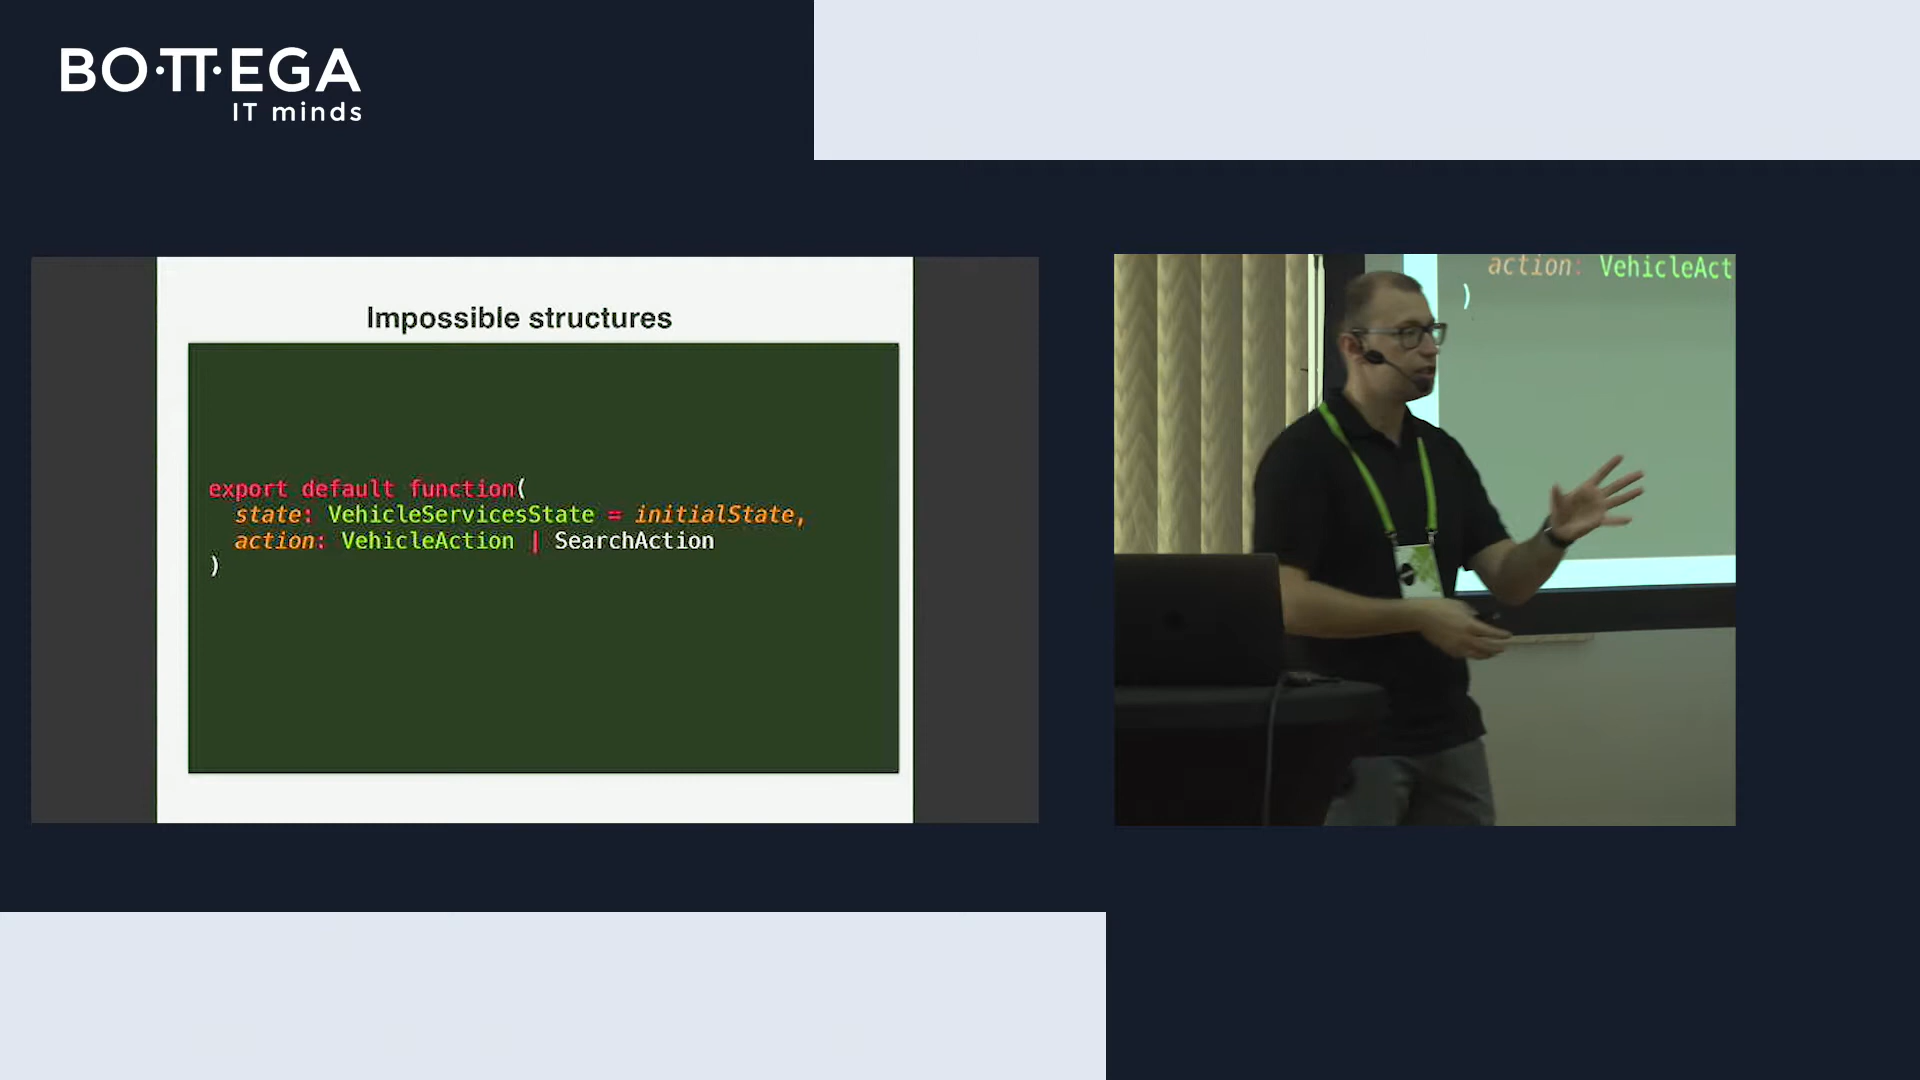 BO·TT·EGA
IT minds
Impossible structures
export default function(
state: VehicleServicesState = initialState,
action: VehicleAction | SearchAction
)
action: VehicleAct
)